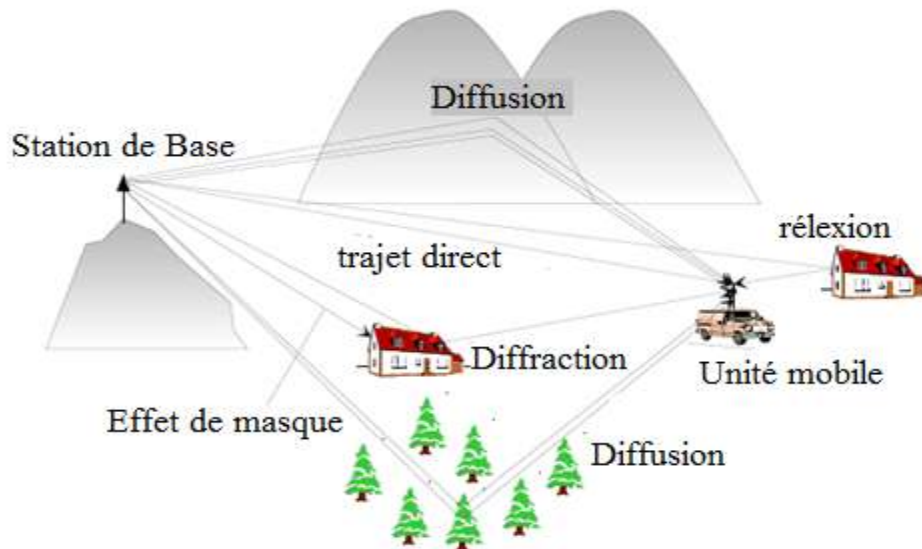 Diffusion
Station de Base
rélexion
trajet direct
Diffraction
Unité mobile
Effet de masque
Diffusion